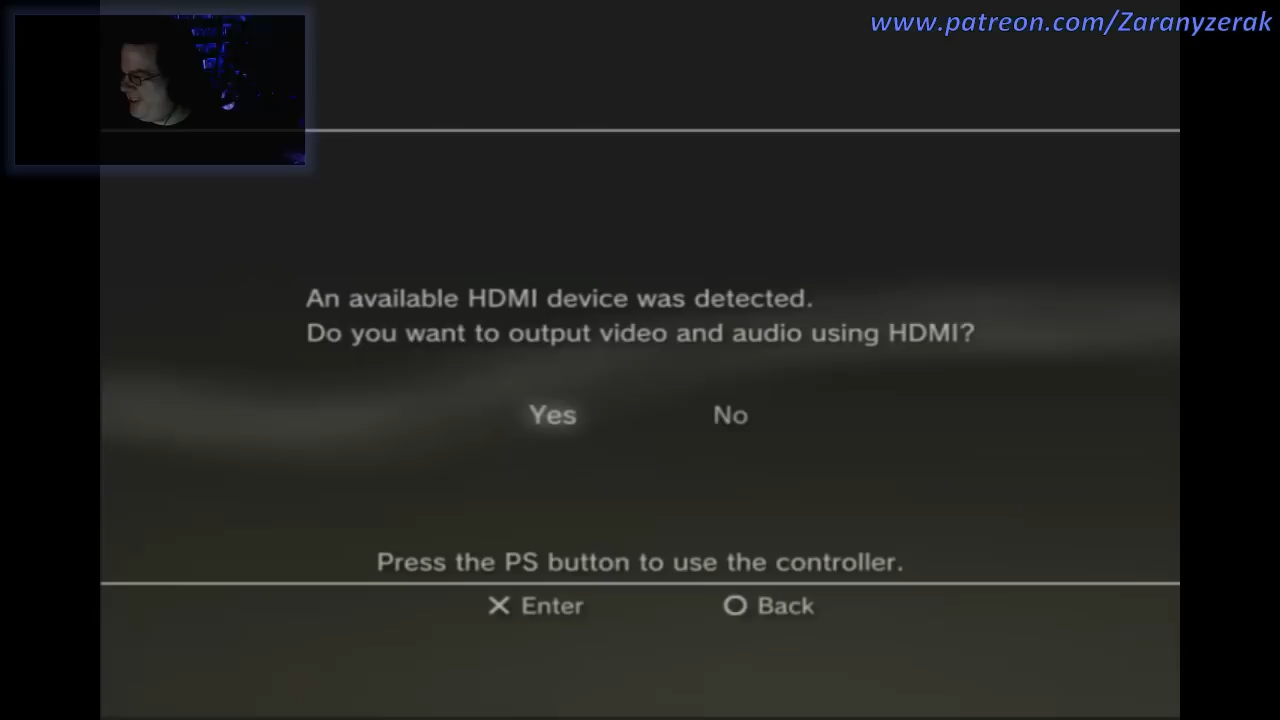 www.patreon.com/Zaranyzerak
An available HDMI device was detected.
Do you want to output video and audio using HDMI?
Yes No
Press the PS button to use the controller.
X Enter O Back